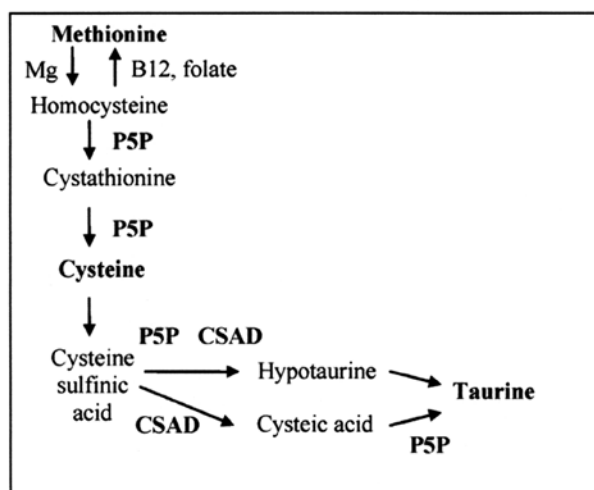 Methionine
Mg B12, folate
Homocysteine
P5P
Cystathionine
P5P
Cysteine
P5P CSAD
Cysteine
sulfinic
acid
Hypotaurine
Taurine
CSAD
Cysteic acid
P5P